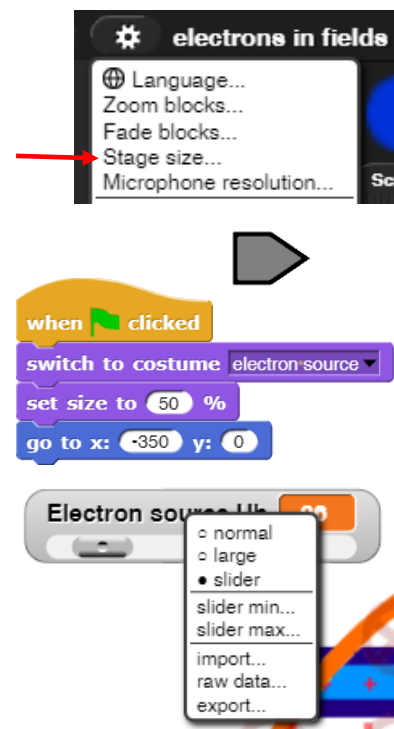 electrons in fields
Language...
Zoom blocks...
Fade blocks...
Stage size...
Microphone resolution...
Sc
when clicked
switch to costume electron source
set size to 50 %
go to x: -350 y: 0
Electron
normal
large
slider
slider min...
slider max...
import...
raw data...
export...